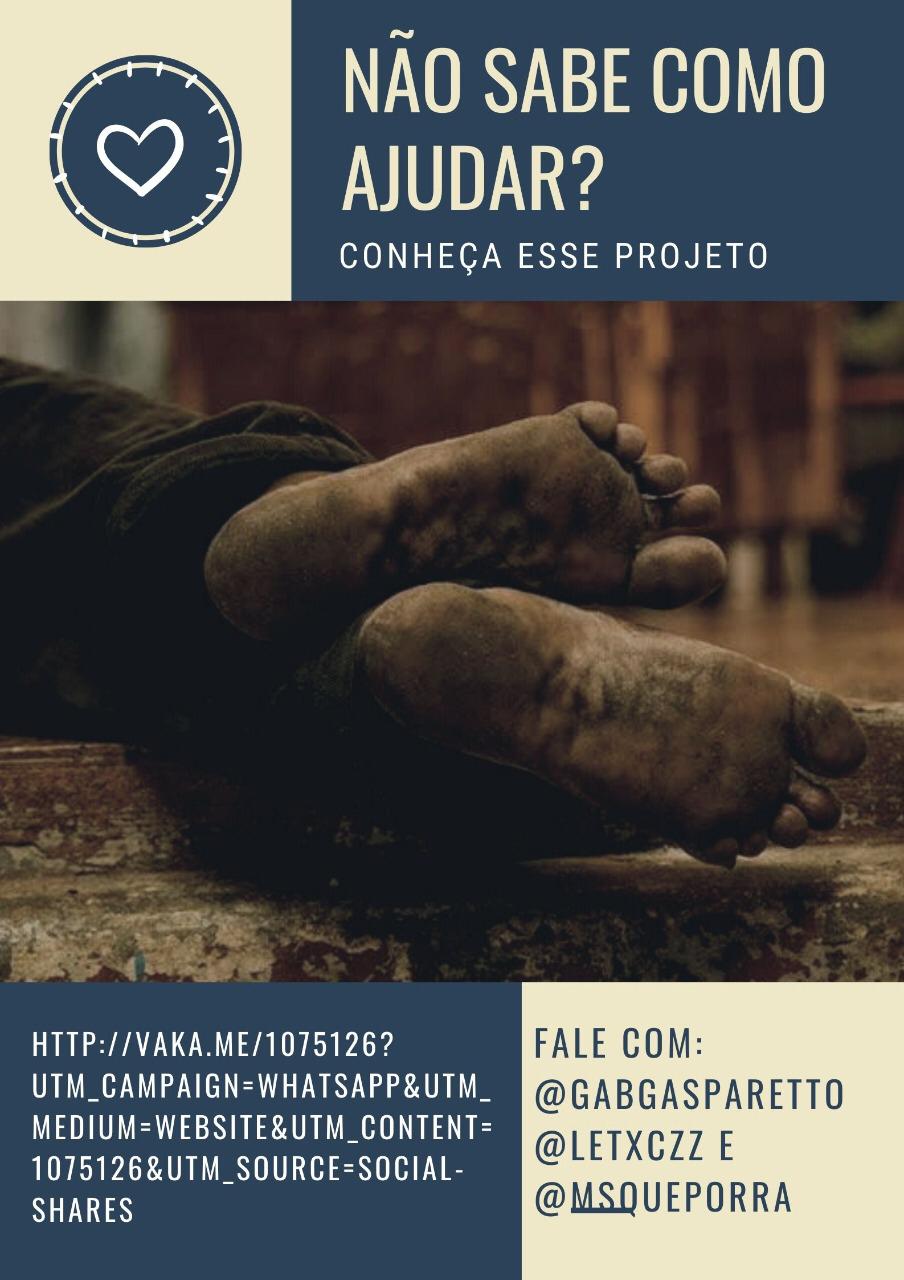 NÃO SABE COMO
AJUDAR?
CONHEÇA ESSE PROJETO
HTTP://VAKA.ME/1075126?
UTM_CAMPAIGN=WHATSAPP&UTM_
MEDIUM=WEBSITE&UTM_CONTENT=
1075126&UTM_SOURCE=SOCIAL-
SHARES
FALE COM:
@GABGASPARETTO
@LETXCZZ E
@MSQUEPORRA